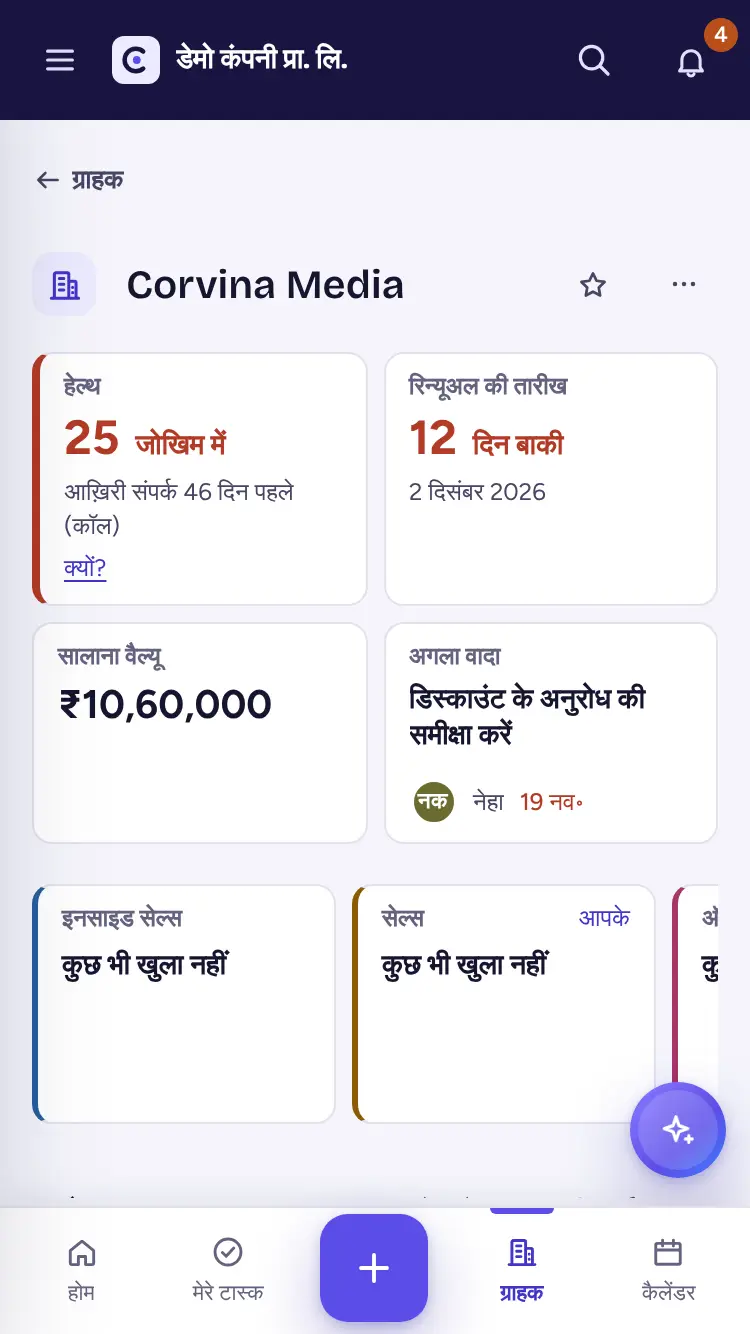 डेमो कंपनी प्रा. लि.
4
ग्राहक
Corvina Media
हेल्थ
25 जोखिम में
आख़िरी संपर्क 46 दिन पहले
(कॉल)
क्यों?
रिन्यूअल की तारीख
12 दिन बाकी
2 दिसंबर 2026
सालाना वैल्यू
₹10,60,000
अगला वादा
डिस्काउंट के अनुरोध की
समीक्षा करें
नक नेहा 19 नव॰
इनसाइड सेल्स
कुछ भी खुला नहीं
सेल्स आपके
कुछ भी खुला नहीं
होम
मेरे टास्क
ग्राहक
कैलेंडर